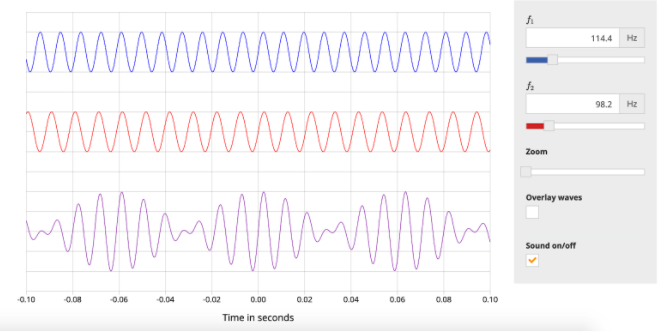 f₁
114.4 Hz
f₂
98.2 Hz
Zoom
Overlay waves
Sound on/off
-0.10 -0.08 -0.06 -0.04 -0.02 0.00 0.02 0.04 0.06 0.08 0.10
Time in seconds